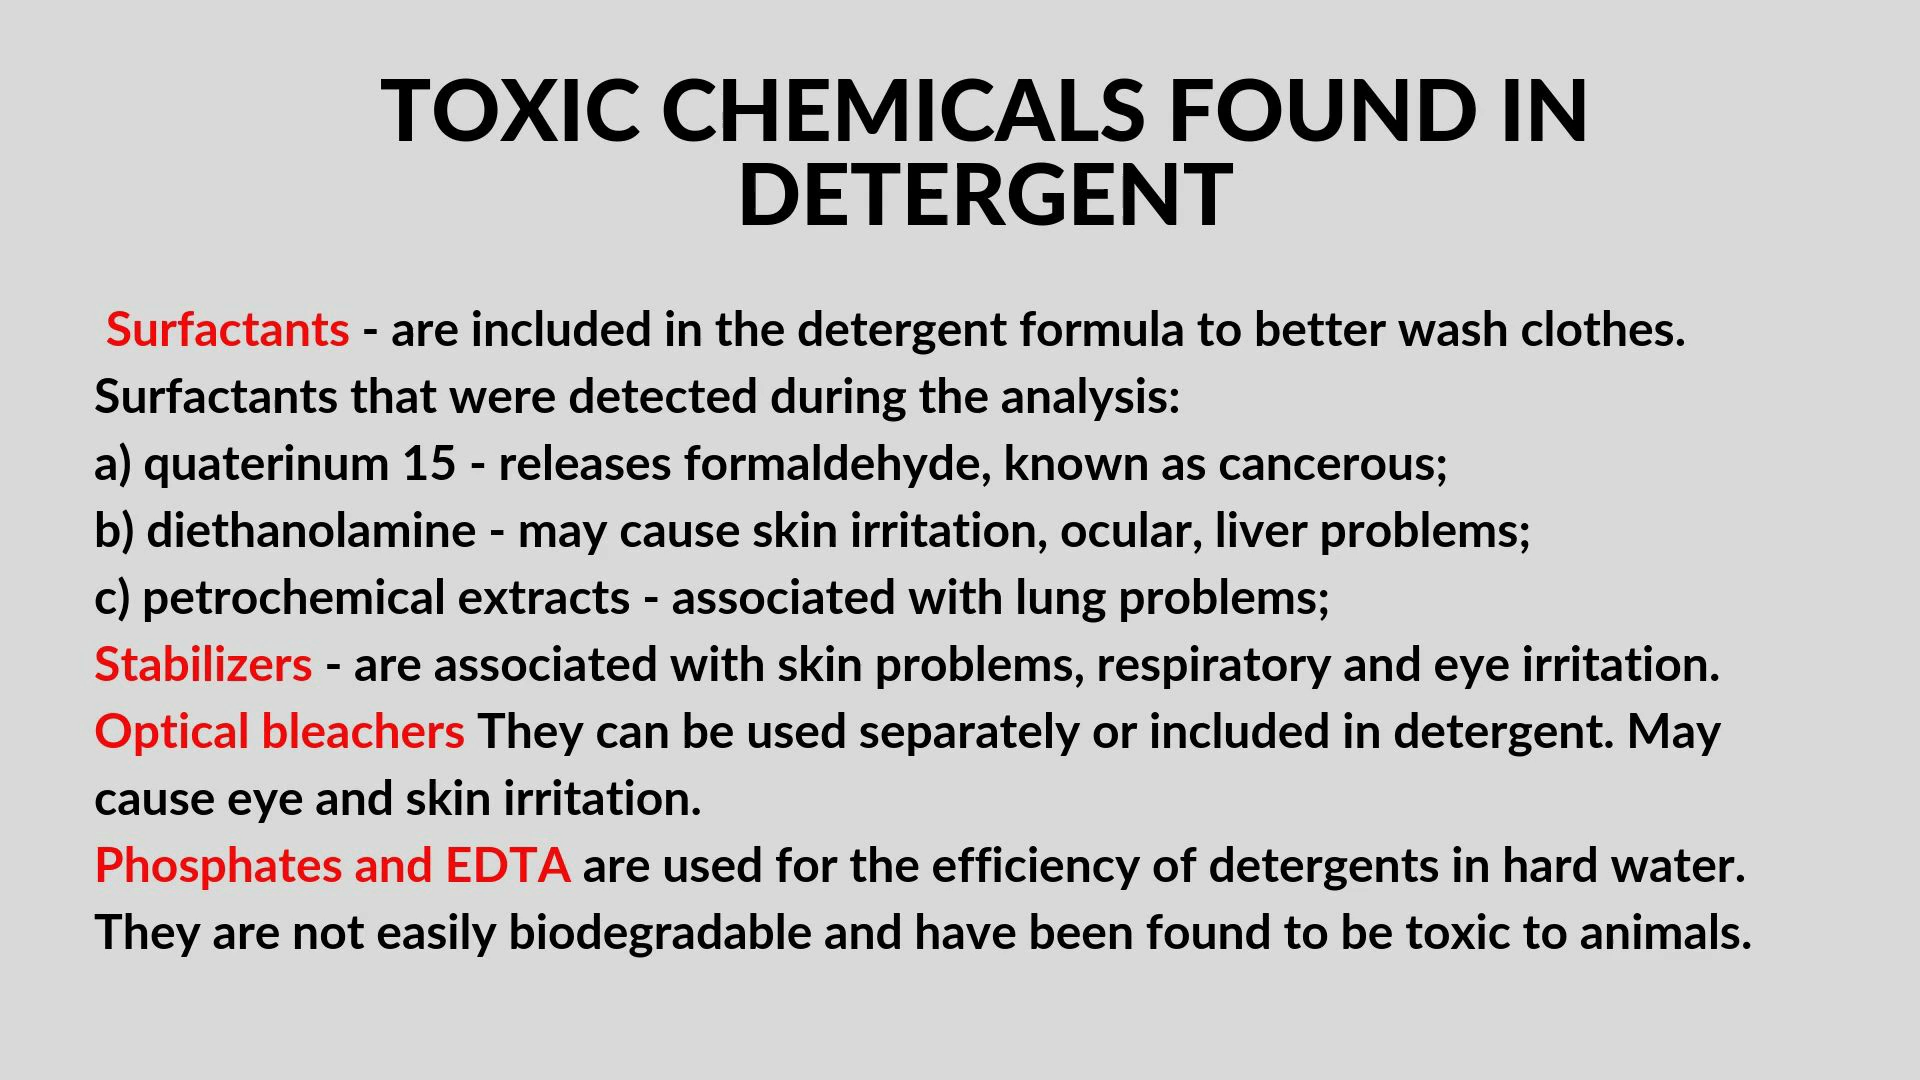 TOXIC CHEMICALS FOUND IN
DETERGENT
Surfactants - are included in the detergent formula to better wash clothes.
Surfactants that were detected during the analysis:
a) quaterinum 15 - releases formaldehyde, known as cancerous;
b) diethanolamine - may cause skin irritation, ocular, liver problems;
c) petrochemical extracts - associated with lung problems;
Stabilizers - are associated with skin problems, respiratory and eye irritation.
Optical bleachers They can be used separately or included in detergent. May
cause eye and skin irritation.
Phosphates and EDTA are used for the efficiency of detergents in hard water.
They are not easily biodegradable and have been found to be toxic to animals.